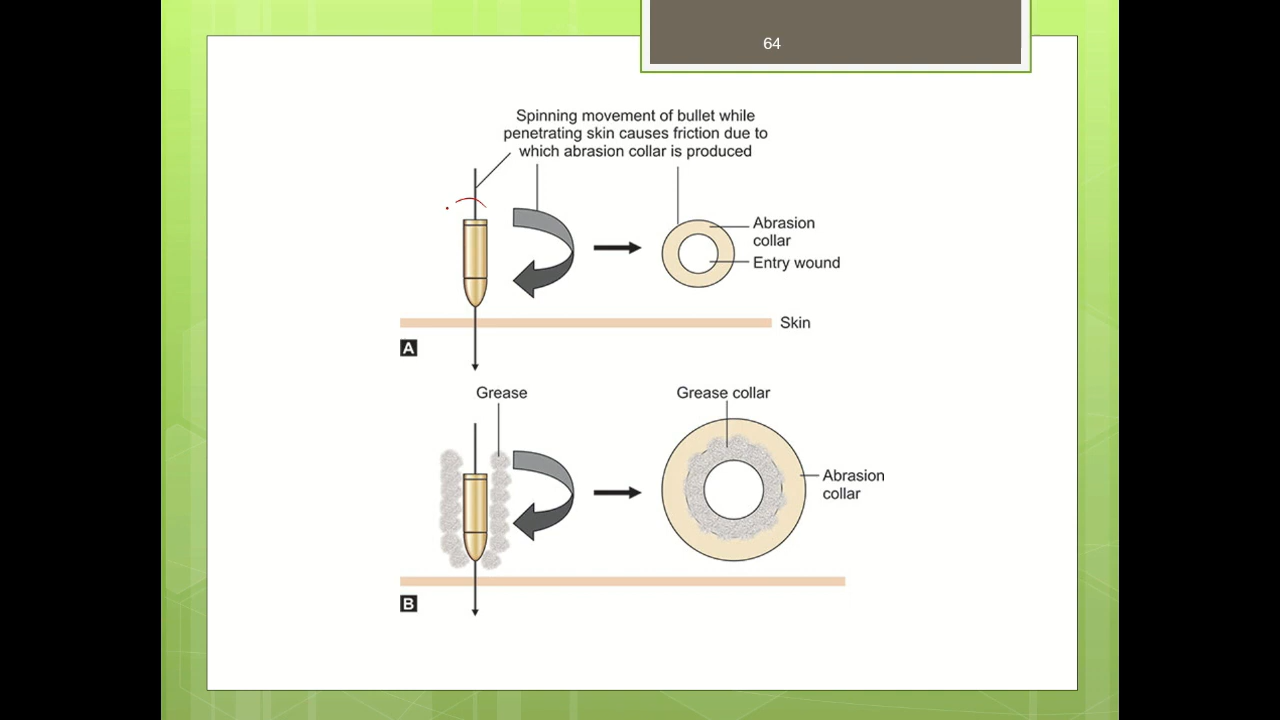 64
Spinning movement of bullet while
penetrating skin causes friction due to
which abrasion collar is produced
Abrasion
collar
Entry wound
Skin
A
Grease
Grease collar
Abrasion
collar
B